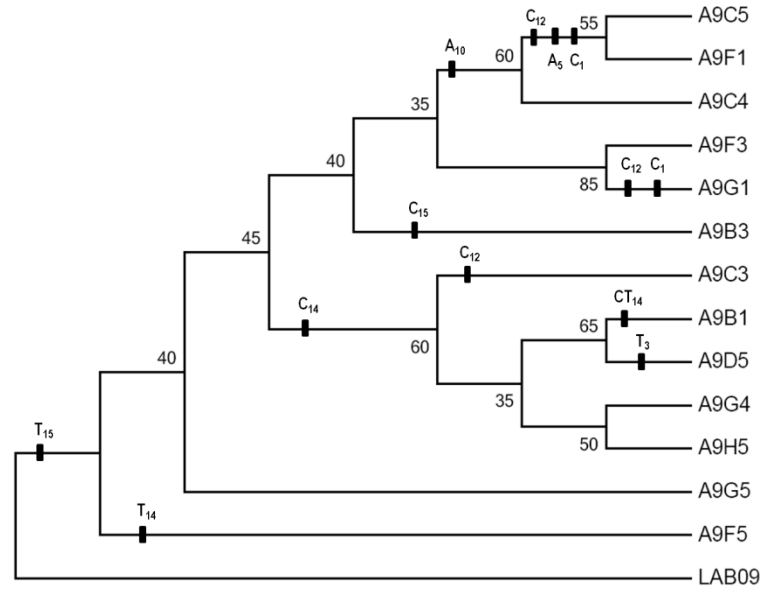 C12 55 A9C5
A5 C1 A9F1
A10 60 A9C4
35 A9F3
C12 C1
85 A9G1
40 C15 A9B3
45 C12 A9C3
C14 CT14 A9B1
60 65 T3 A9D5
35 A9G4
50 A9H5
40 A9G5
T15 T14 A9F5
LAB09